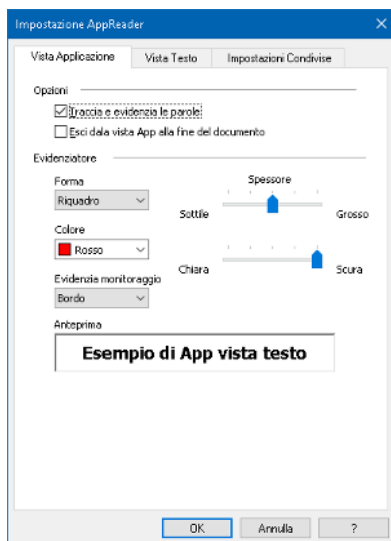 Impostazione AppReader
Vista Applicazione
Vista Testo
Impostazioni Condivise
Opzioni
Traccia e evidenzia le parole
Esci dala vista App alla fine del documento
Evidenziatore
Forma
Spessore
Riquadro
Sottile
Grosso
Colore
Rosso
Chiara
Scura
Evidenzia monitoraggio
Bordo
Anteprima
Esempio di App vista testo
OK
Annulla
?